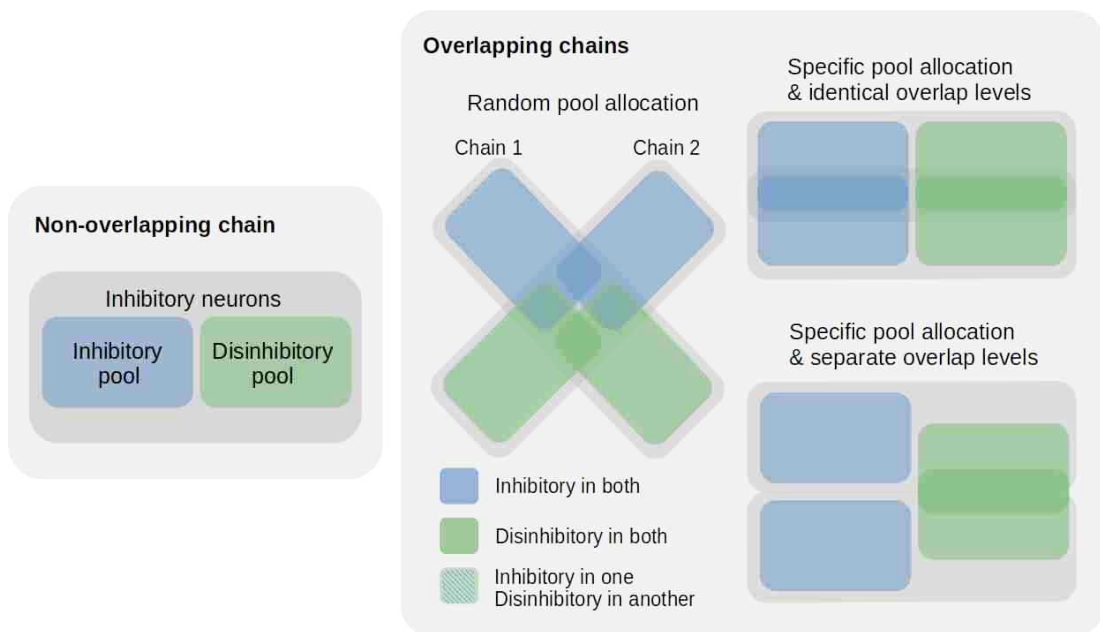 Non-overlapping chain
Inhibitory neurons
Inhibitory
pool
Disinhibitory
pool
Overlapping chains
Random pool allocation
Chain 1
Chain 2
Inhibitory in both
Disinhibitory in both
Inhibitory in one
Disinhibitory in another
Specific pool allocation
& identical overlap levels
Specific pool allocation
& separate overlap levels